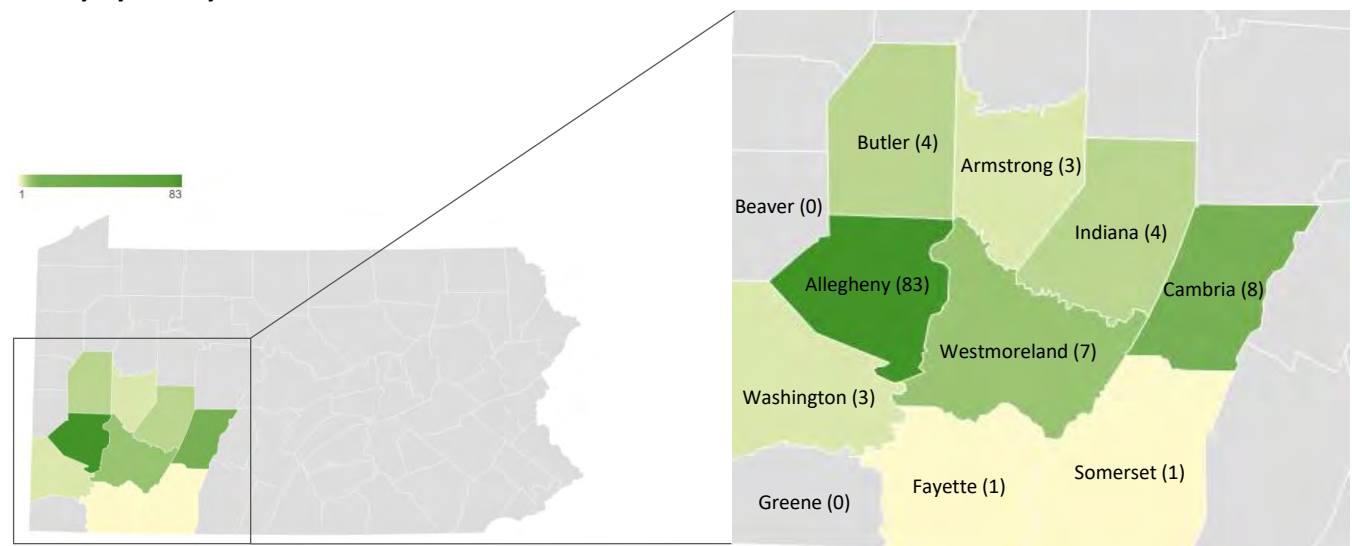 1
83
Butler (4)
Armstrong (3)
Beaver (0)
Indiana (4)
Allegheny (83)
Cambria (8)
Westmoreland (7)
Washington (3)
Somerset (1)
Fayette (1)
Greene (0)